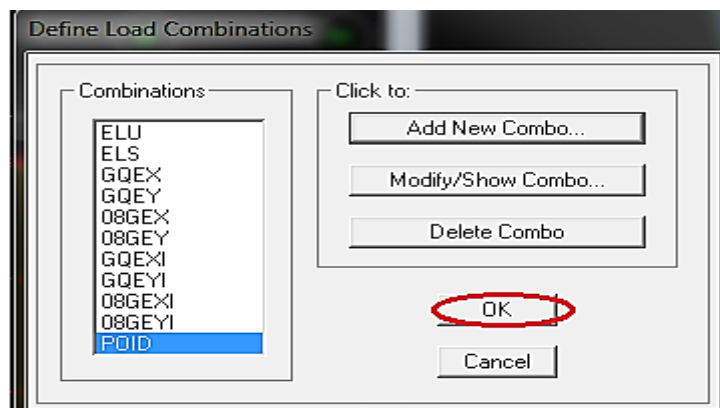 Define Load Combinations
Combinations
ELU
ELS
GQEX
GQEY
08GEX
08GEY
GQEXI
GQEYI
08GEXI
08GEYI
POID
Click to:
Add New Combo...
Modify/Show Combo...
Delete Combo
OK
Cancel